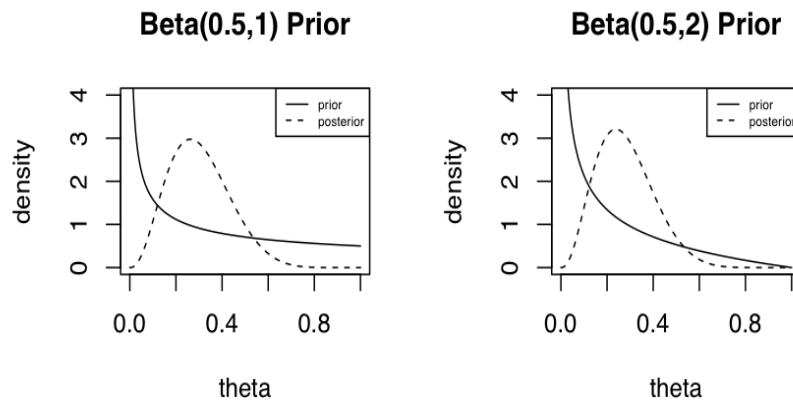 Beta(0.5,1) Prior
density
4
3
2
1
0
prior
posterior
0.0 0.4 0.8
theta
Beta(0.5,2) Prior
density
4
3
2
1
0
prior
posterior
0.0 0.4 0.8
theta